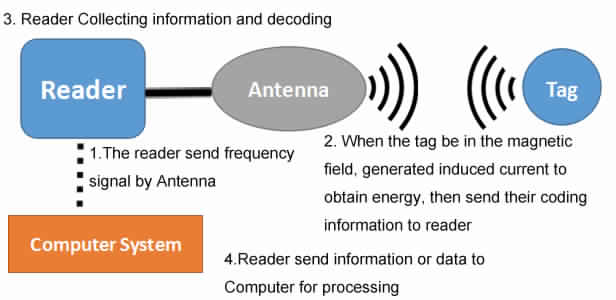 3. Reader Collecting information and decoding
Reader
Antenna
Tag
1.The reader send frequency
signal by Antenna
2. When the tag be in the magnetic
field, generated induced current to
obtain energy, then send their coding
information to reader
Computer System
4.Reader send information or data to
Computer for processing